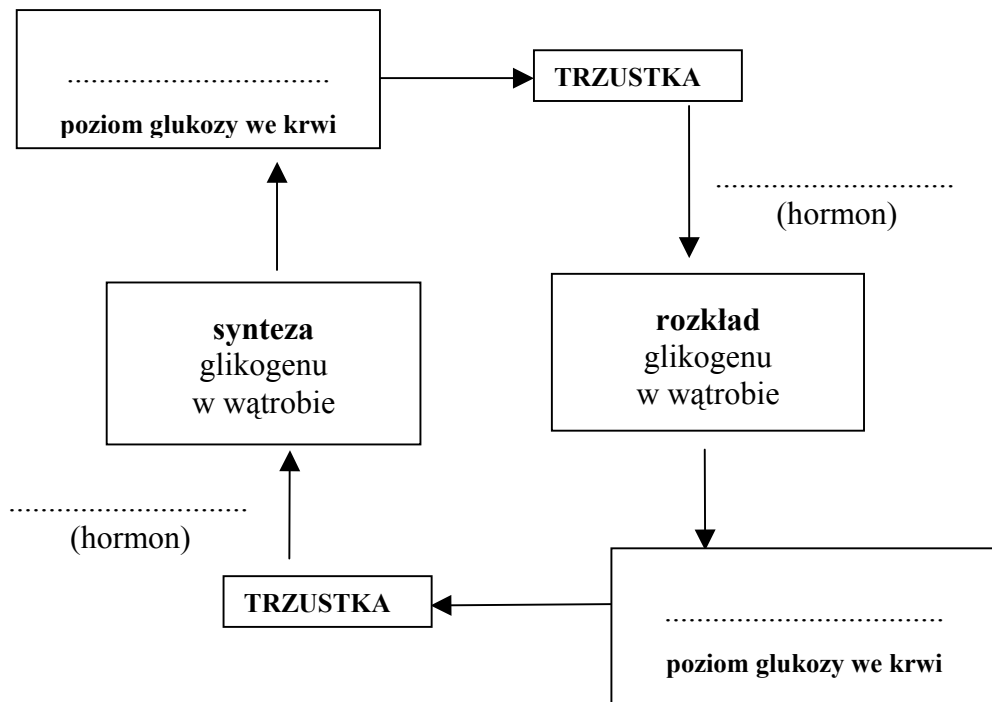 .................................
TRZUSTKA
poziom glukozy we krwi
..............................
(hormon)
synteza
glikogenu
w wątrobie
rozkład
glikogenu
w wątrobie
..............................
(hormon)
TRZUSTKA
...................................
poziom glukozy we krwi